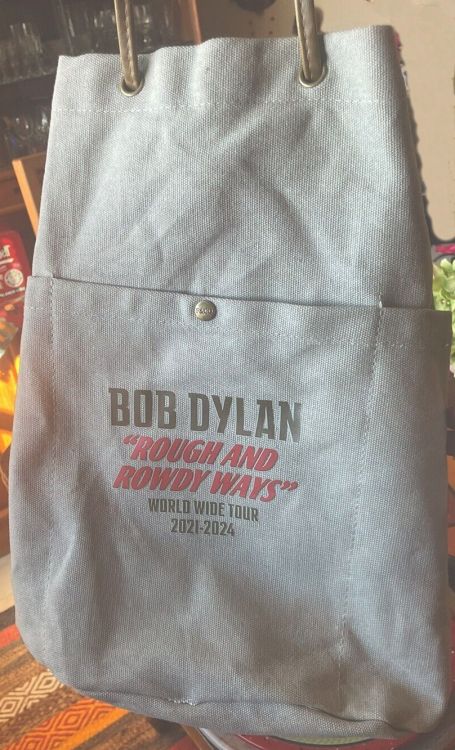 BOB DYLAN
“ROUGH AND
ROWDY WAYS”
WORLD WIDE TOUR
2021-2024